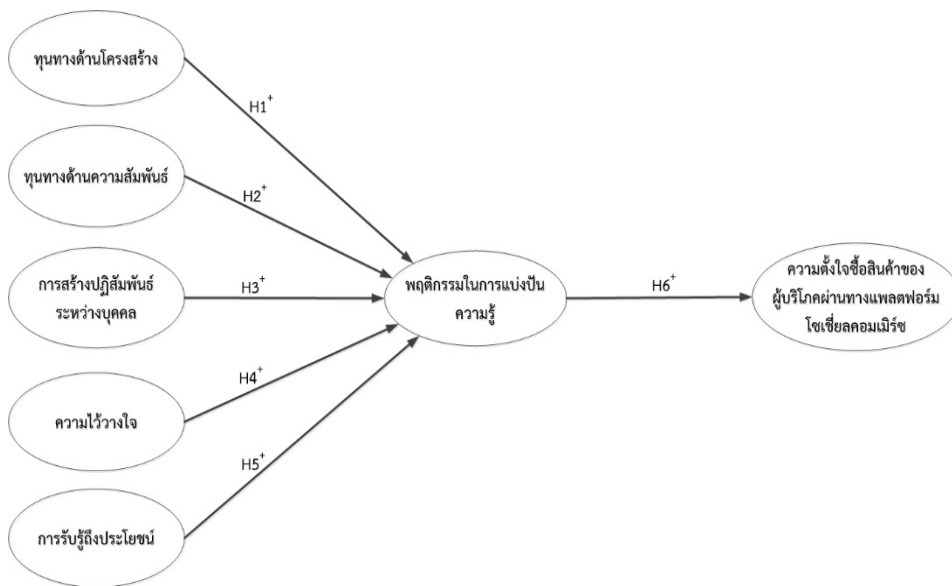 ทุนทางด้านโครงสร้าง
H1+
ทุนทางด้านความสัมพันธ์
H2+
การสร้างปฏิสัมพันธ์
ระหว่างบุคคล
H3+
พฤติกรรมในการแบ่งปัน
ความรู้
H6+
ความตั้งใจซื้อสินค้าของ
ผู้บริโภคผ่านทางแพลตฟอร์ม
โซเชี่ยลคอมเมิร์ซ
H4+
ความไว้วางใจ
H5+
การรับรู้ถึงประโยชน์